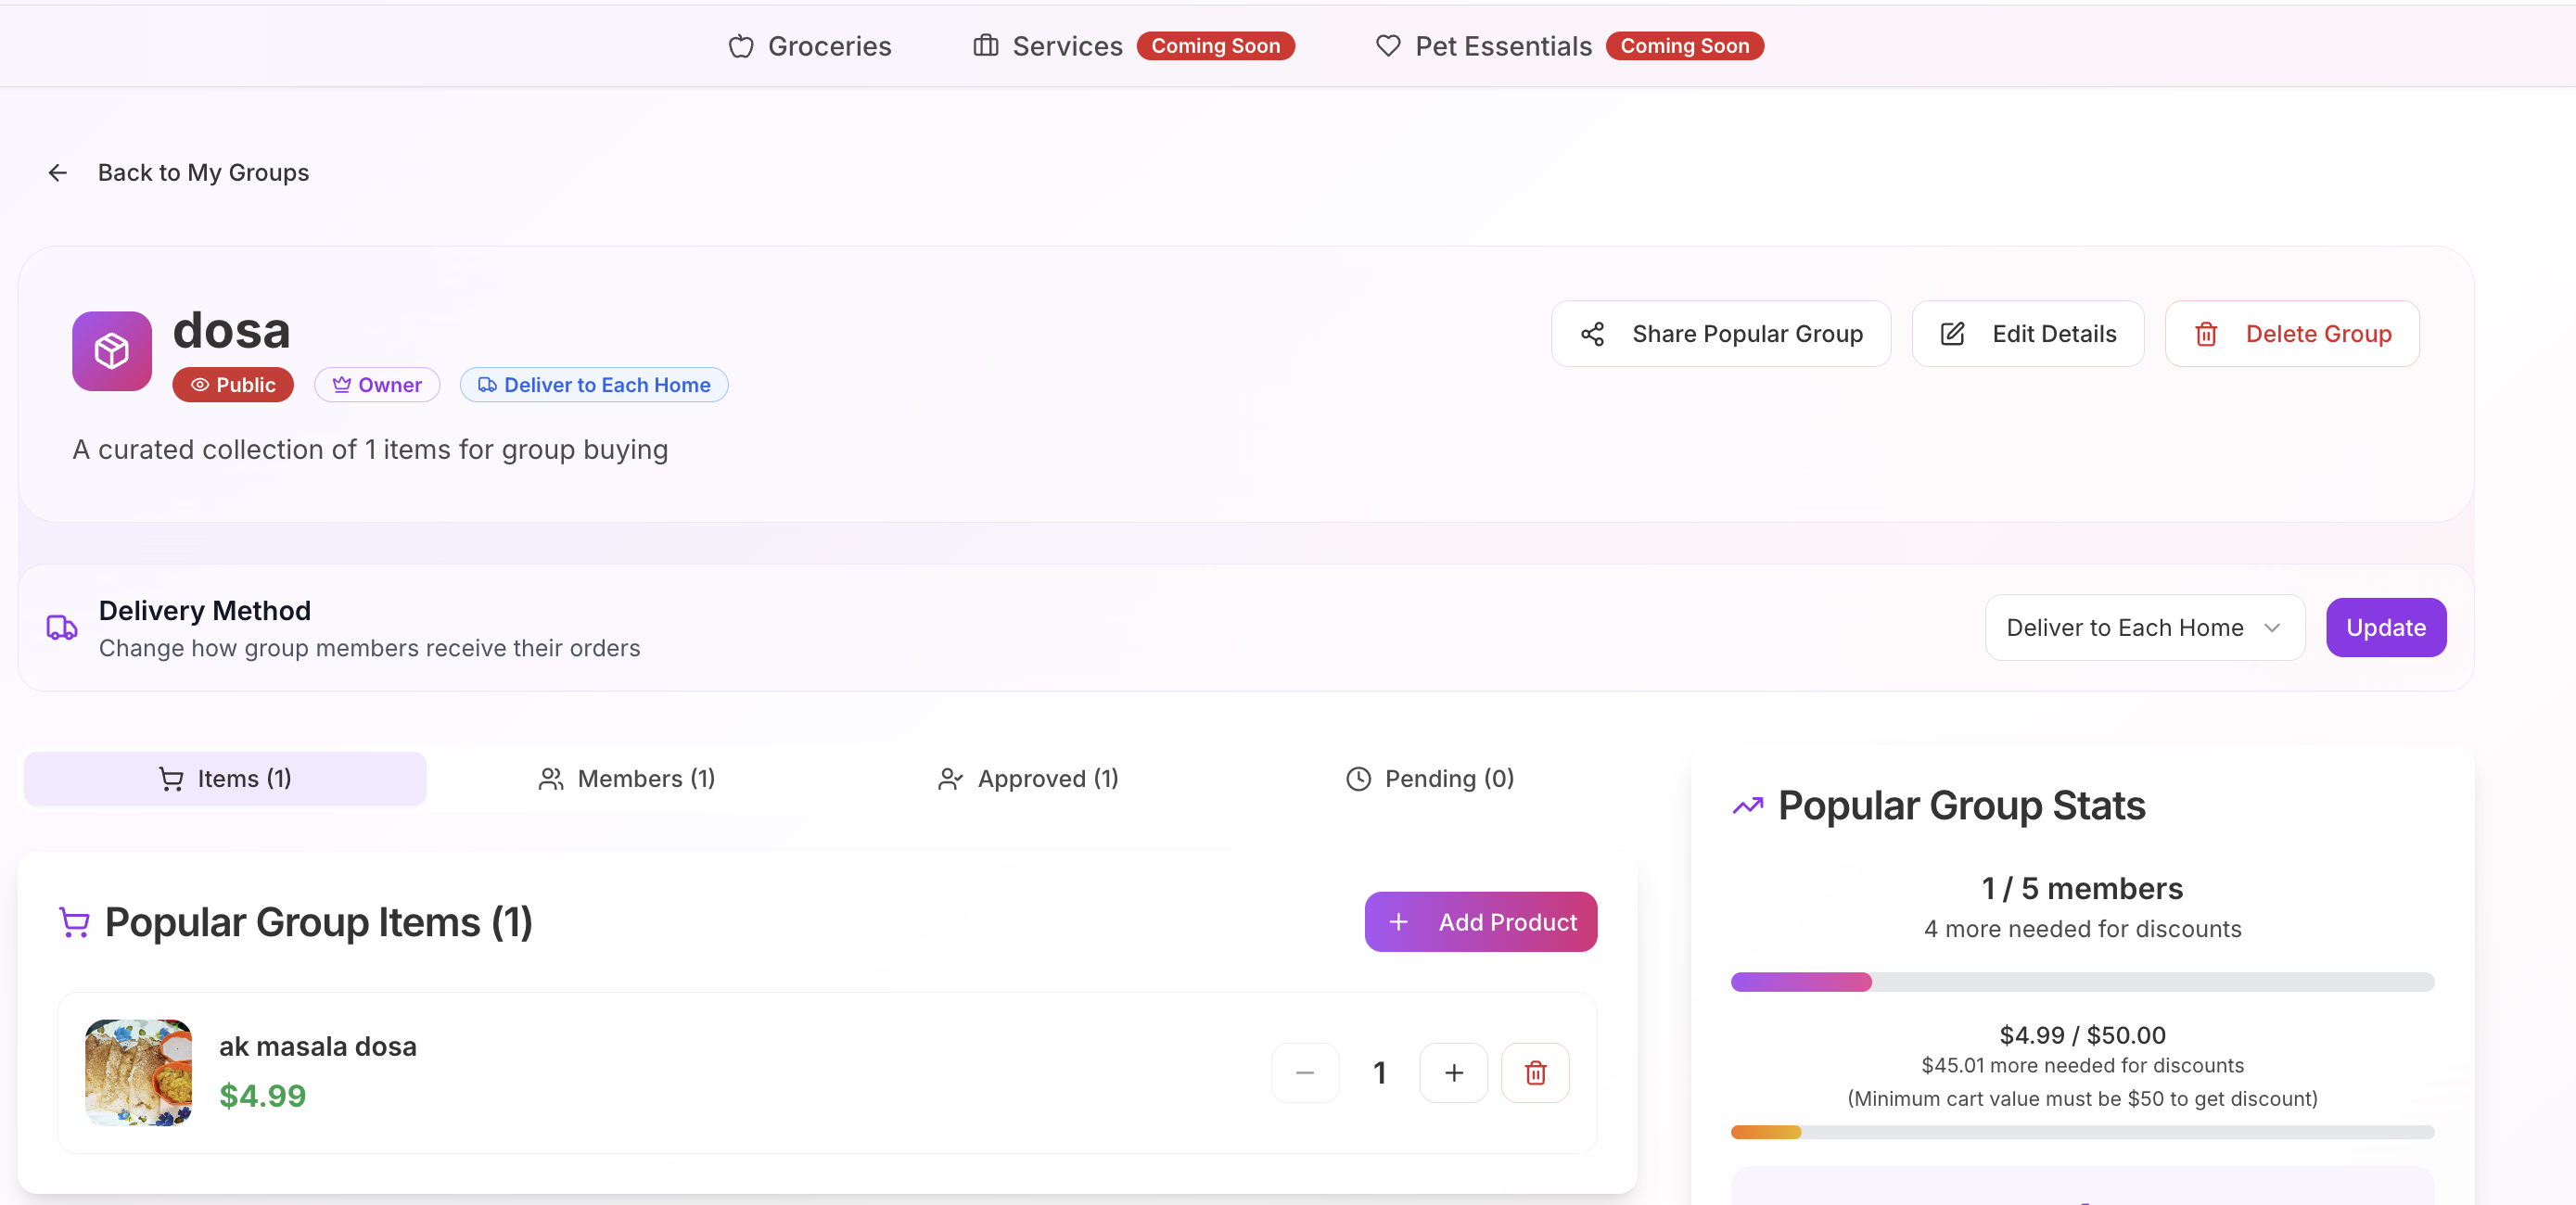 Groceries
Services Coming Soon
Pet Essentials Coming Soon
Back to My Groups
dosa
Public
Owner
Deliver to Each Home
A curated collection of 1 items for group buying
Share Popular Group
Edit Details
Delete Group
Delivery Method
Change how group members receive their orders
Deliver to Each Home
Update
Items (1)
Members (1)
Approved (1)
Pending (0)
Popular Group Items (1)
Add Product
ak masala dosa
$4.99
1
Popular Group Stats
1 / 5 members
4 more needed for discounts
$4.99 / $50.00
$45.01 more needed for discounts
(Minimum cart value must be $50 to get discount)